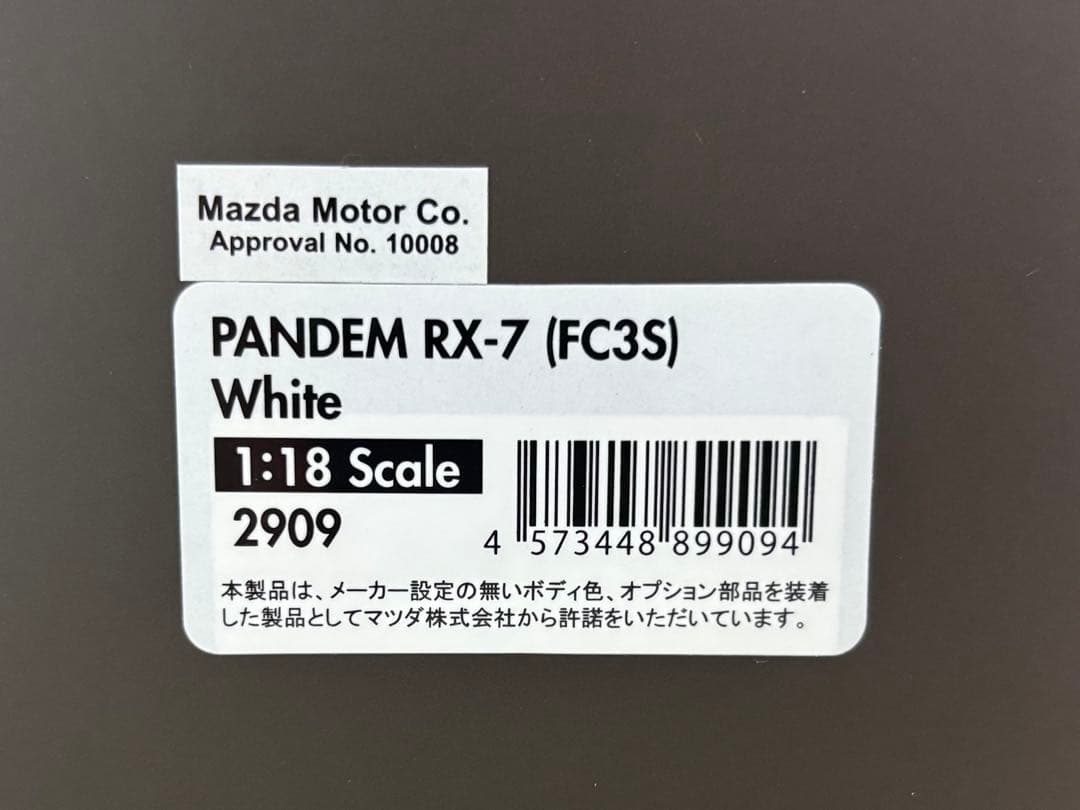 Mazda Motor Co.
Approval No. 10008
PANDEM RX-7 (FC3S)
White
1:18 Scale
2909
4 573448 899094
本製品は、メーカー設定の無いボディ色、オプション部品を装着
した製品としてマツダ株式会社から許諾をいただいています。